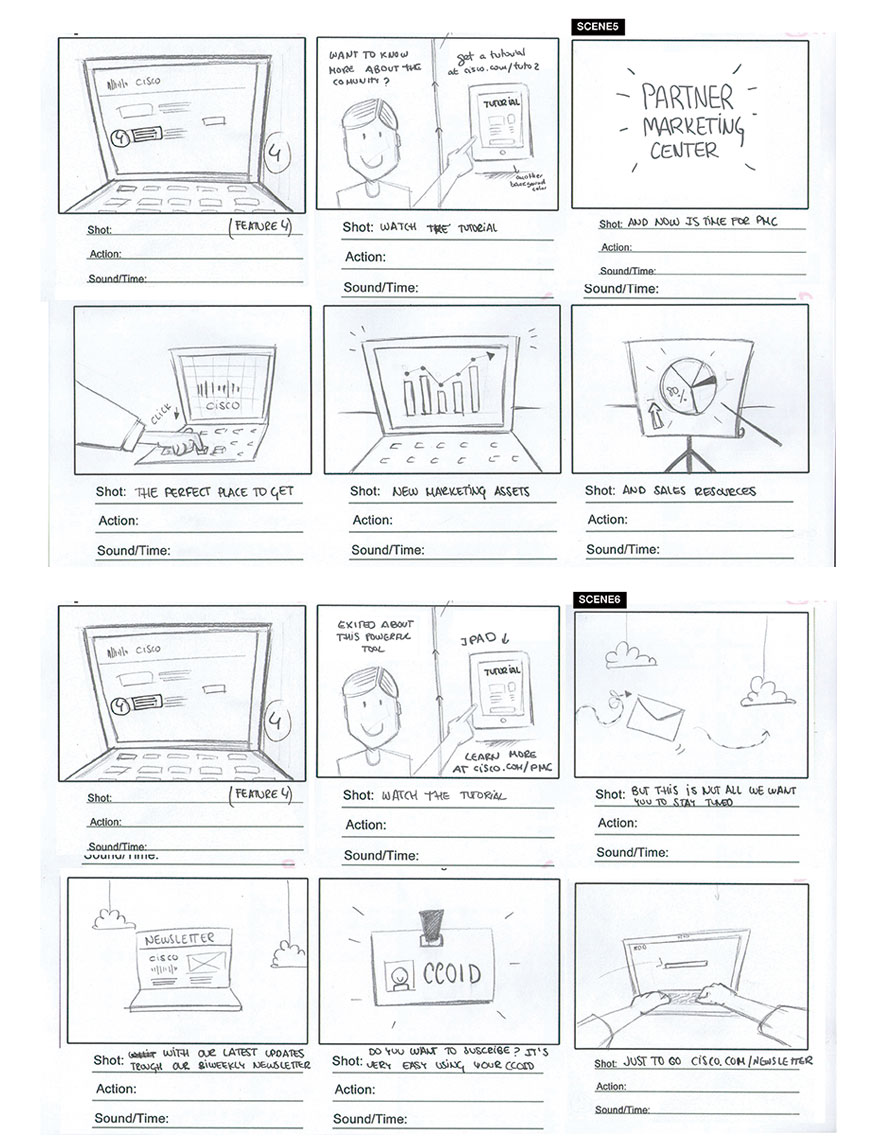 CISCO
4
4
Shot: (FEATURE 4)
Action:
Sound/Time:
WANT TO KNOW
MORE ABOUT THE
COMUNITY?
get a tutorial
at cisco.com/tuto2
TUTORIAL
another
background
color
Shot: WATCH THE TUTORIAL
Action:
Sound/Time:
SCENE5
PARTNER
MARKETING
CENTER
Shot: AND NOW IS TIME FOR PMC
Action:
Sound/Time:
Sound/Time:
CLICK
CISCO
Shot: THE PERFECT PLACE TO GET
Action:
Sound/Time:
Shot: NEW MARKETING ASSETS
Action:
Sound/Time:
80%
Shot: AND SALES RESOURCES
Action:
Sound/Time:
CISCO
4
4
Shot: (FEATURE 4)
Action:
Sound/Time:
Sound/Time:
EXITED ABOUT
THIS POWERFUL
TOOL
IPAD
TUTORIAL
LEARN MORE
AT CISCO.COM/PMC
Shot: WATCH THE TUTORIAL
Action:
Sound/Time:
SCENE6
Shot: BUT THIS IS NOT ALL WE WANT
YOU TO STAY TUNED
Action:
Sound/Time:
NEWSLETTER
CISCO
Shot: WITH OUR LATEST UPDATES
TROUGH OUR BIWEEKLY NEWSLETTER
Action:
Sound/Time:
CCOID
Shot: DO YOU WANT TO SUSCRIBE? IT'S
VERY EASY USING YOUR CCOID
Action:
Sound/Time:
Shot: JUST TO GO CISCO.COM/NEWSLETTER
Action:
Sound/Time: